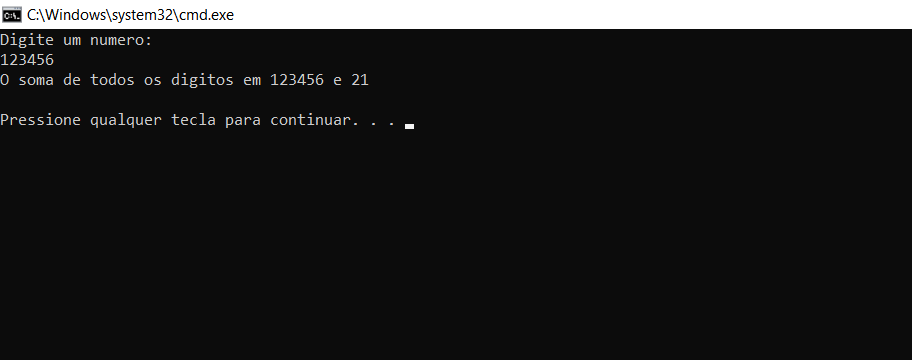 C:\Windows\system32\cmd.exe
Digite um numero:
123456
O soma de todos os digitos em 123456 e 21
Pressione qualquer tecla para continuar. . .